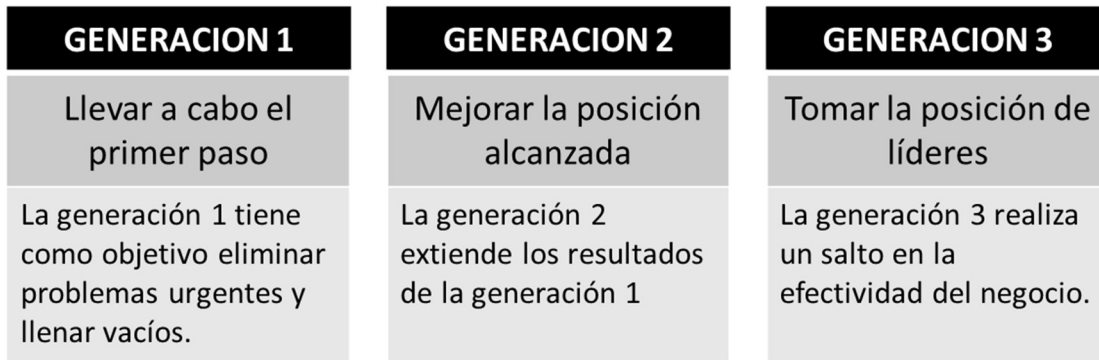 GENERACION 1
Llevar a cabo el
primer paso
La generación 1 tiene
como objetivo eliminar
problemas urgentes y
llenar vacíos.
GENERACION 2
Mejorar la posición
alcanzada
La generación 2
extiende los resultados
de la generación 1
GENERACION 3
Tomar la posición de
líderes
La generación 3 realiza
un salto en la
efectividad del negocio.